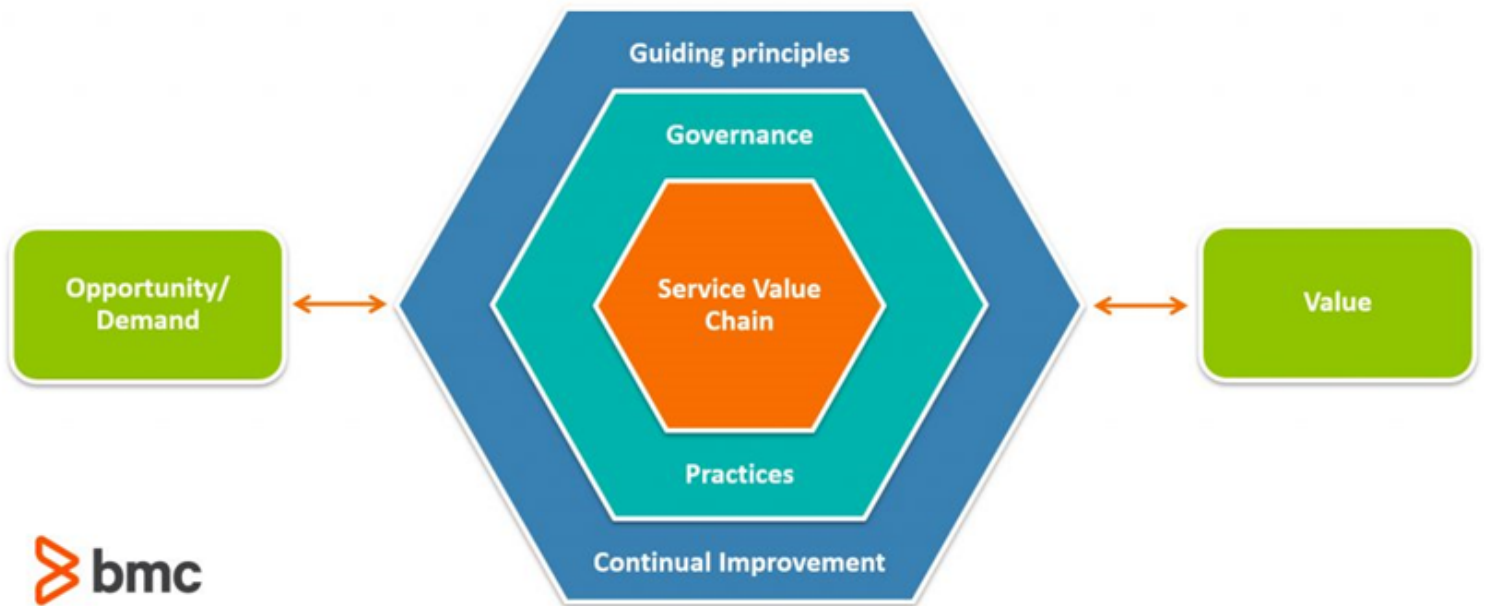 Guiding principles
Governance
Opportunity/
Demand
Service Value
Chain
Value
Practices
Continual Improvement
bmc